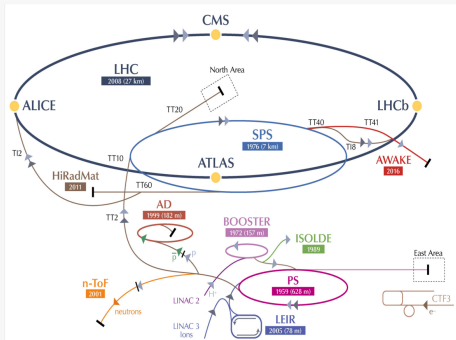 CMS
LHC
2008 (27 km)
North Area
ALICE
TT20
LHCb
TT40
TT41
SPS
1976 (7 km)
TI8
TI2
TT10
ATLAS
AWAKE
2016
HiRadMat
2011
TT60
AD
1999 (182 m)
TT2
BOOSTER
1972 (157 m)
ISOLDE
1989
p
p
East Area
n-ToF
2001
PS
1959 (628 m)
LINAC 2
H
neutrons
CTF3
e-
LINAC 3
Ions
LEIR
2005 (78 m)